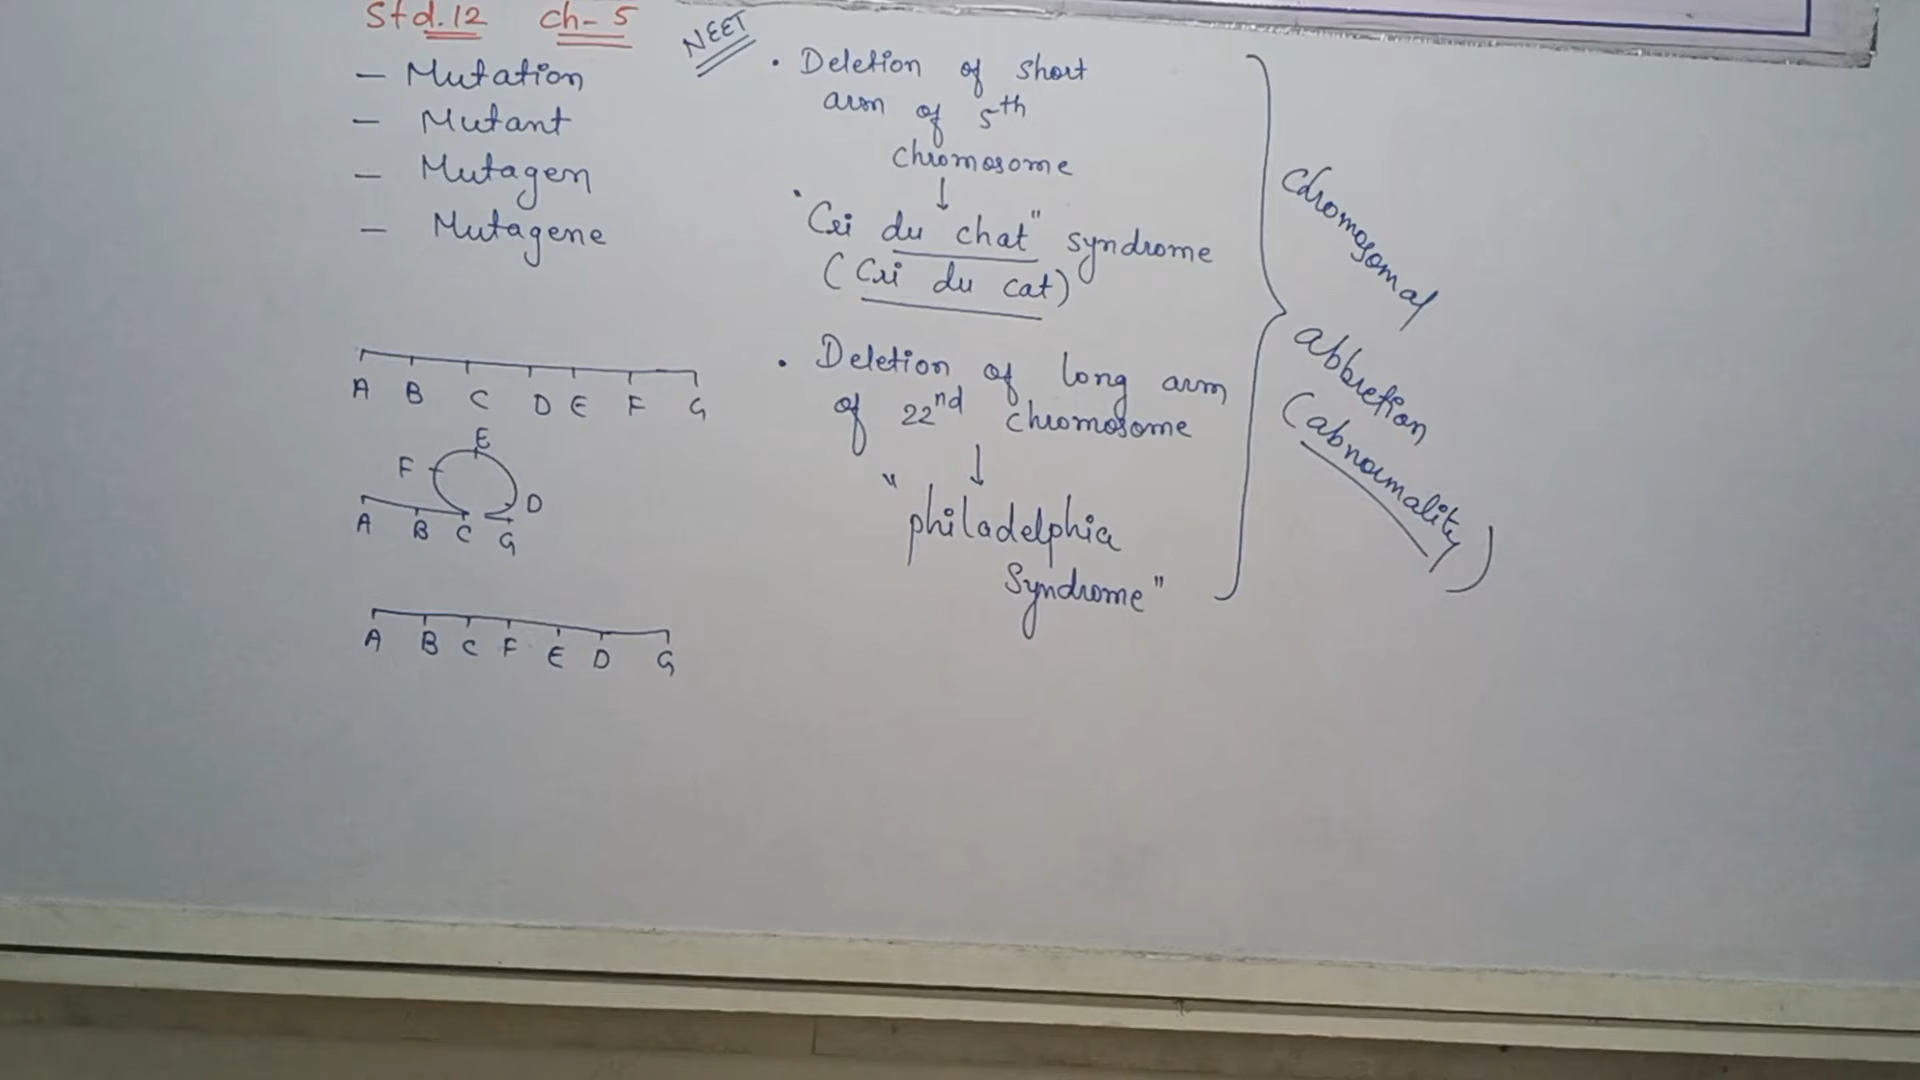 Std. 12 Ch - 5
- Mutation
- Mutant
- Mutagen
- Mutagene
A B C D E F G
E
F
D
A B C G
A B C F E D G
NEET
• Deletion of short
arm of 5th
chromosome
↓
"Cri du chat" syndrome
(Cri du cat)
• Deletion of long arm
of 22nd chromosome
↓
"philadelphia
Syndrome"
Chromosomal
abbretion
(abnormality)